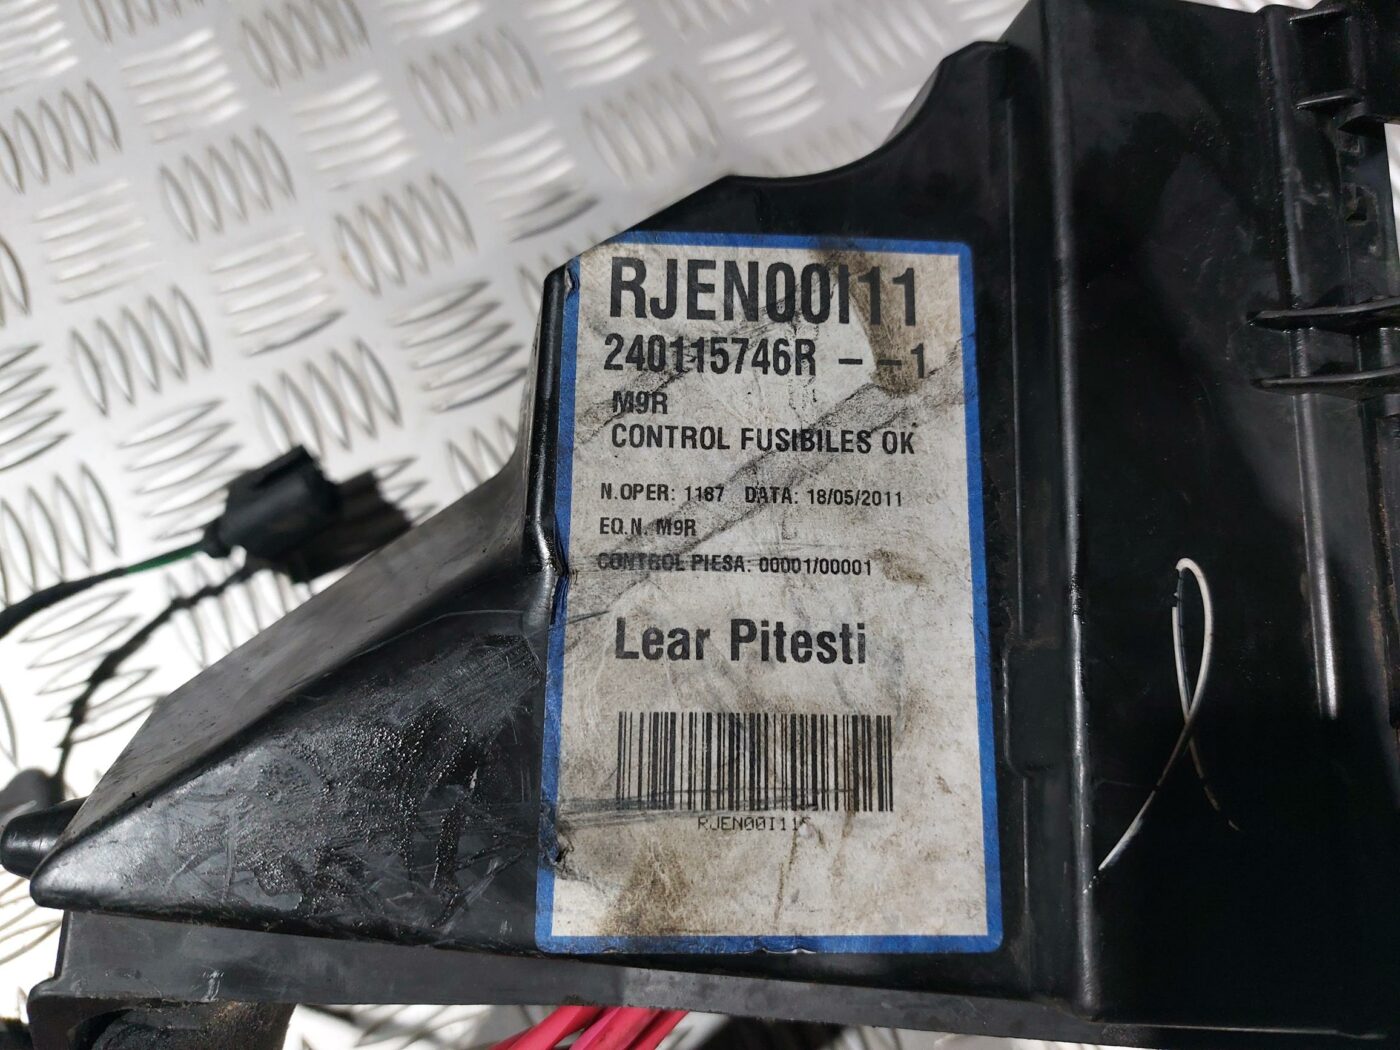 RJEN00I11
240115746R - -1
M9R
CONTROL FUSIBILES OK
N.OPER: 1187 DATA: 18/05/2011
EQ.N. M9R
CONTROL PIESA: 00001/00001
Lear Pitesti